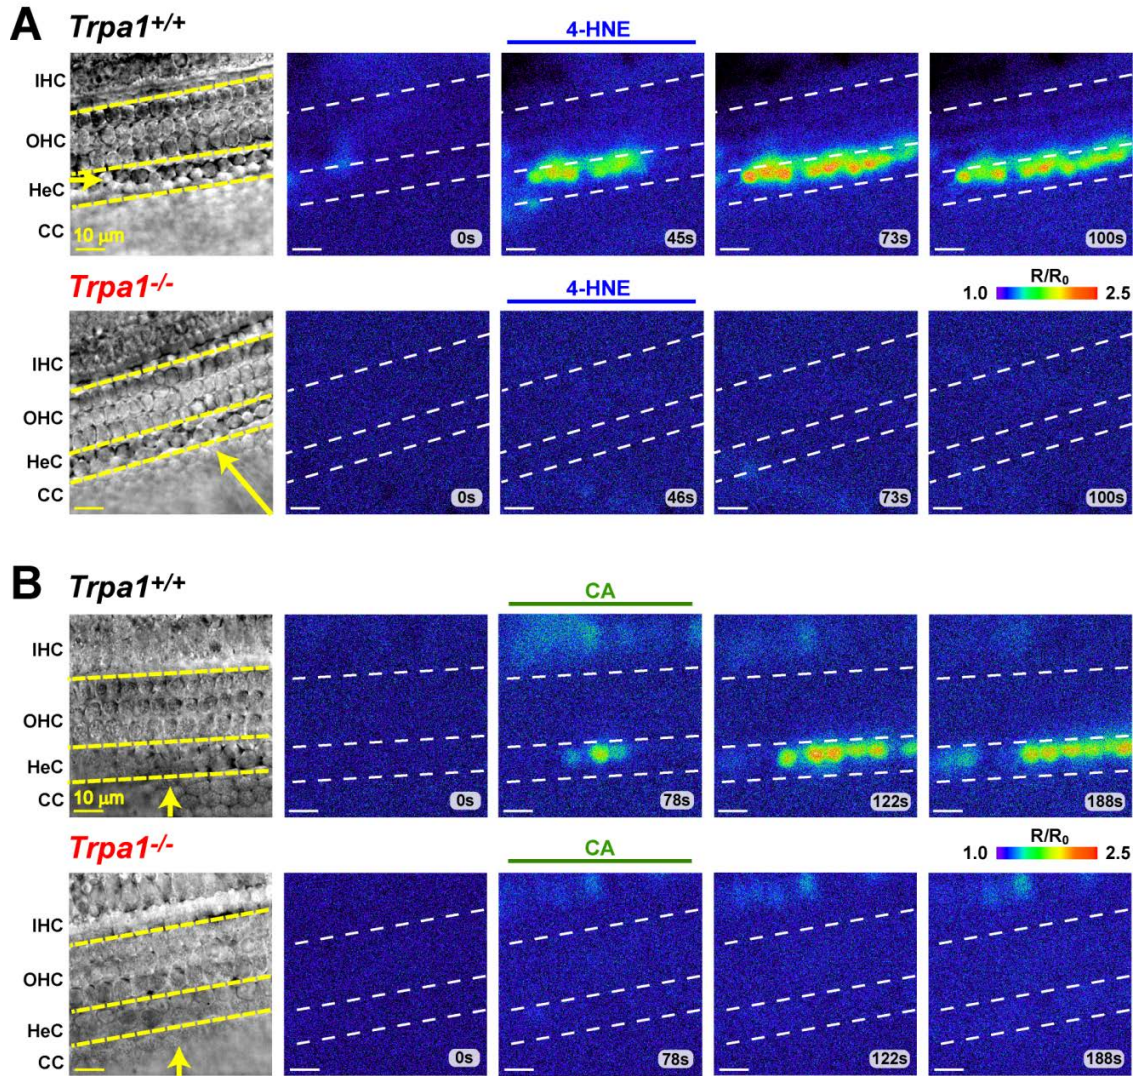 A Trpa1+/+
4-HNE
IHC
OHC
HeC
CC
10 µm
0s
45s
73s
100s
Trpa1-/-
4-HNE
R/R0
1.0 2.5
IHC
OHC
HeC
CC
0s
46s
73s
100s
B Trpa1+/+
CA
IHC
OHC
HeC
CC
10 µm
0s
78s
122s
188s
Trpa1-/-
CA
R/R0
1.0 2.5
IHC
OHC
HeC
CC
0s
78s
122s
188s